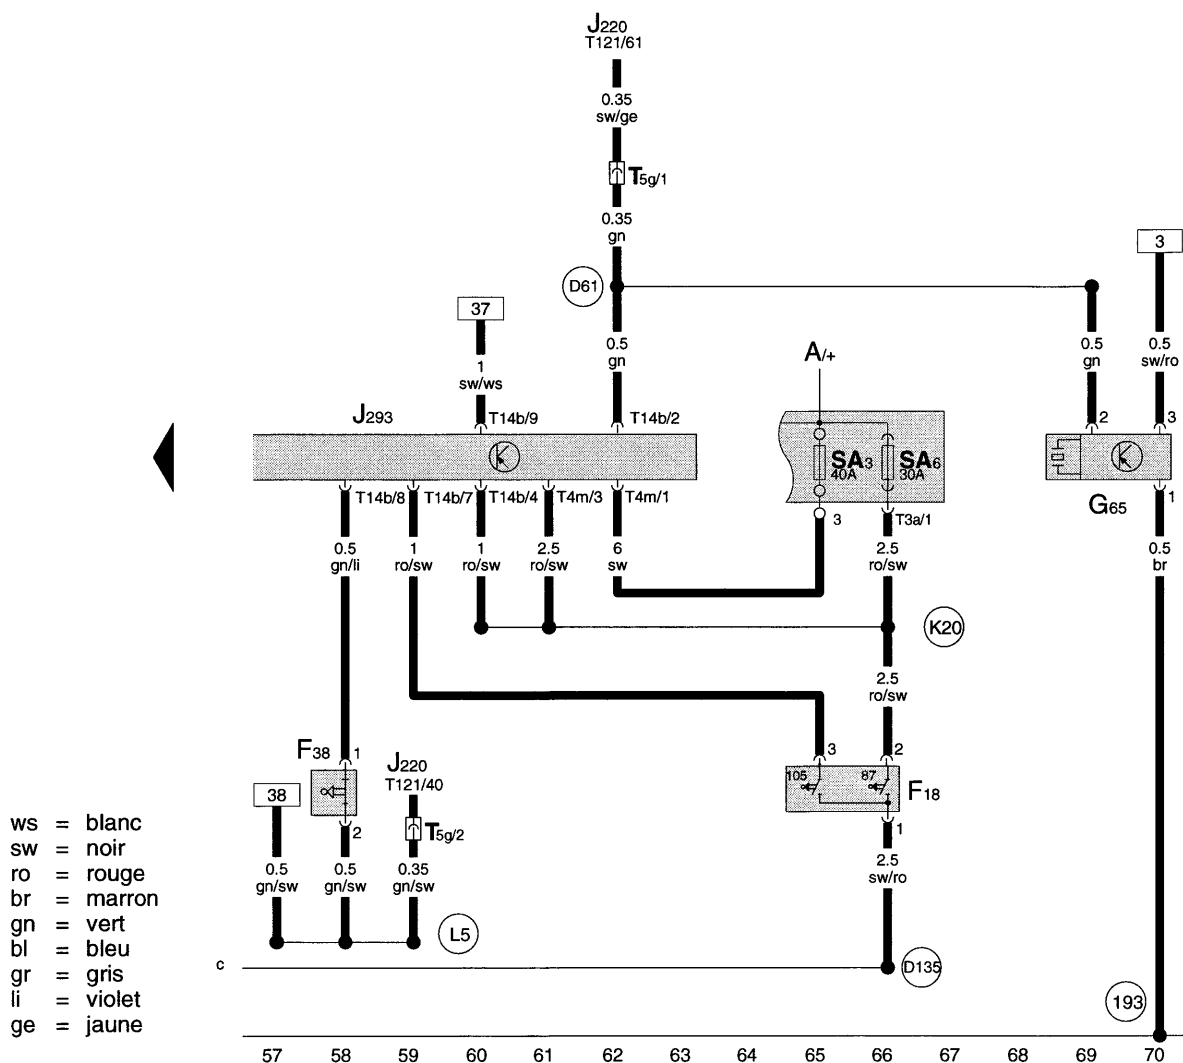 J220
T121/61
0.35
sw/ge
T5g/1
0.35
gn
3
D61
37
0.5
gn
A/+
0.5
gn
0.5
sw/ro
1
sw/ws
J293
T14b/9
T14b/2
2
3
SA3
40A
SA6
30A
T14b/8
T14b/7
T14b/4
T4m/3
T4m/1
3
T3a/1
G65
1
0.5
gn/li
1
ro/sw
1
ro/sw
2.5
ro/sw
6
sw
2.5
ro/sw
0.5
br
K20
2.5
ro/sw
F38
1
J220
T121/40
3
2
105
87
F18
38
2
T5g/2
1
ws = blanc
sw = noir
ro = rouge
br = marron
gn = vert
bl = bleu
gr = gris
li = violet
ge = jaune
0.5
gn/sw
0.5
gn/sw
0.35
gn/sw
2.5
sw/ro
L5
c
D135
193
57 58 59 60 61 62 63 64 65 66 67 68 69 70